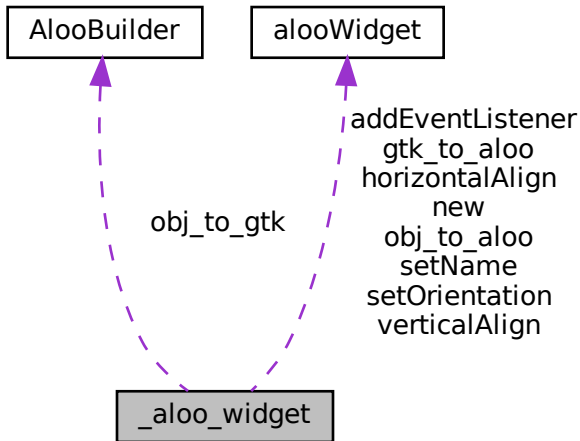 AlooBuilder
alooWidget
addEventListener
gtk_to_aloo
horizontalAlign
new
obj_to_aloo
setName
setOrientation
verticalAlign
obj_to_gtk
_aloo_widget